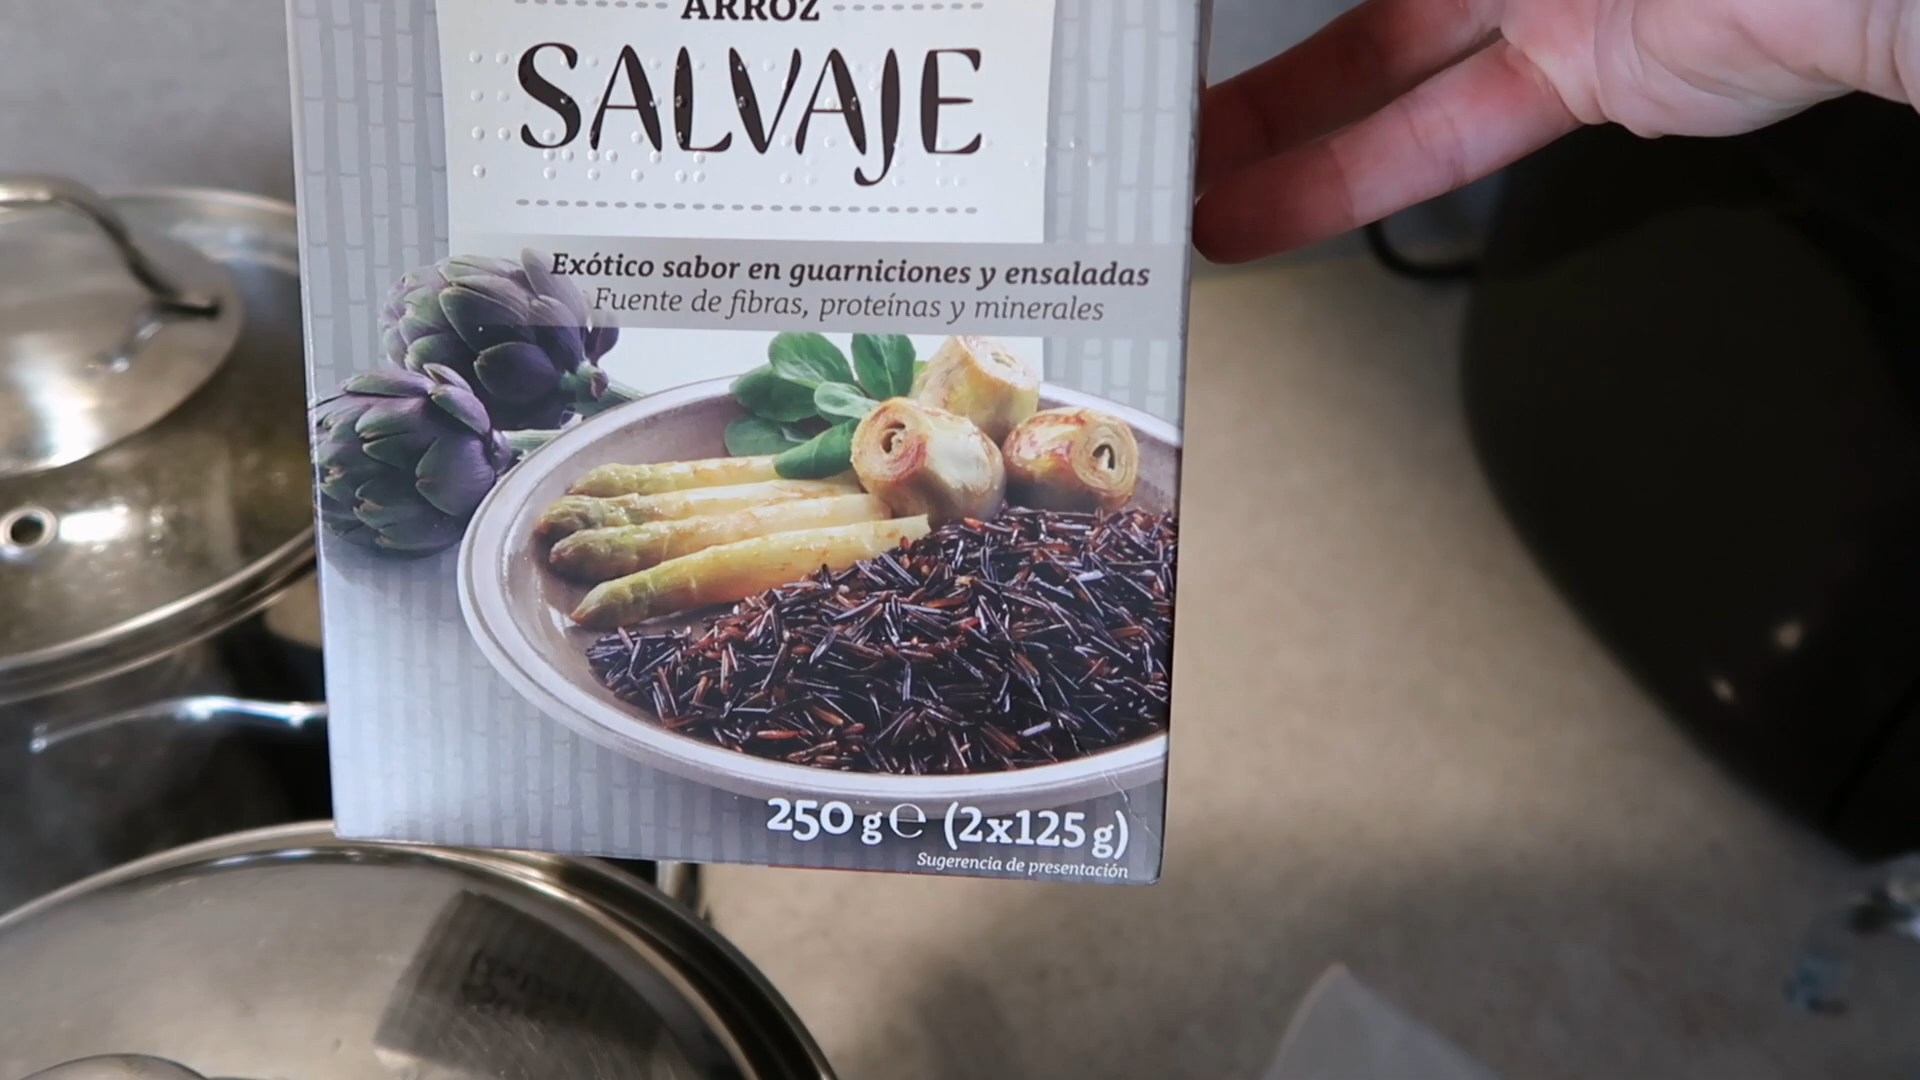 ARROZ
SALVAJE
Exótico sabor en guarniciones y ensaladas
Fuente de fibras, proteínas y minerales
250 g ℮ (2x125 g)
Sugerencia de presentación